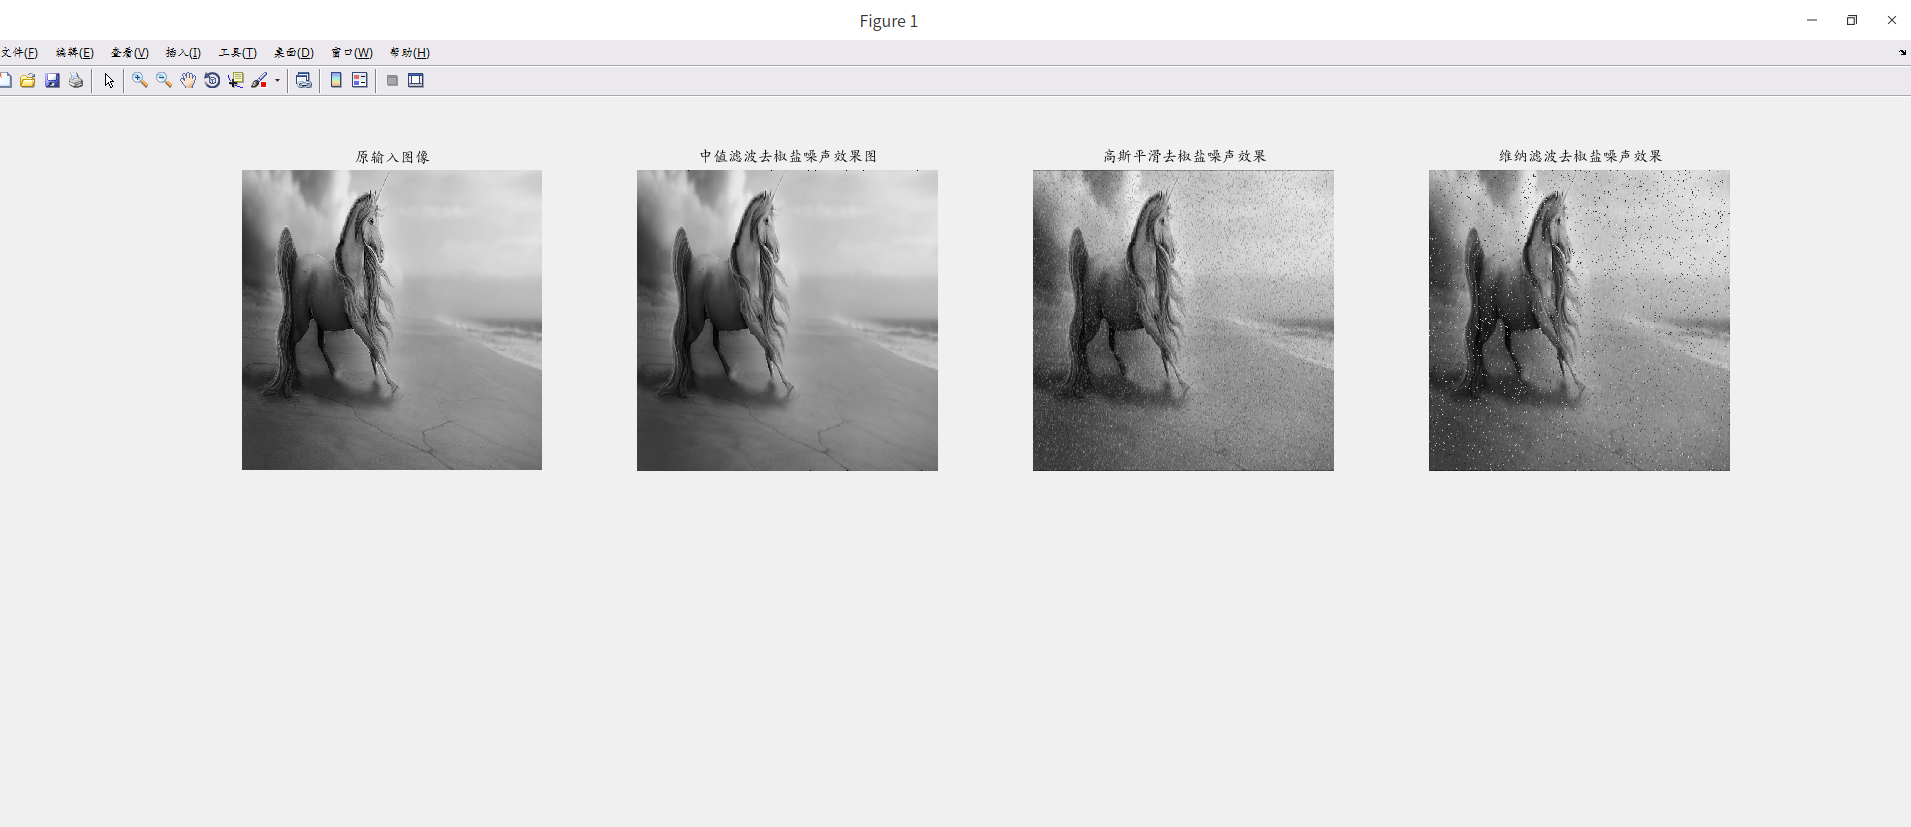 Figure 1
文件(F) 编辑(E) 查看(V) 插入(I) 工具(T) 桌面(D) 窗口(W) 帮助(H)
原输入图像 中值滤波去椒盐噪声效果图 高斯平滑去椒盐噪声效果 维纳滤波去椒盐噪声效果